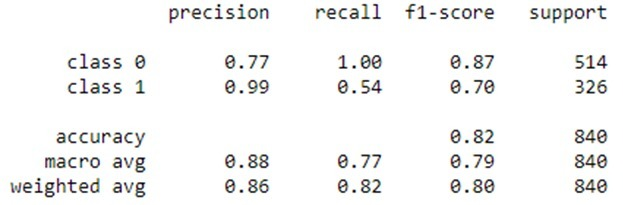 precision recall f1-score support
class 0 0.77 1.00 0.87 514
class 1 0.99 0.54 0.70 326
accuracy 0.82 840
macro avg 0.88 0.77 0.79 840
weighted avg 0.86 0.82 0.80 840